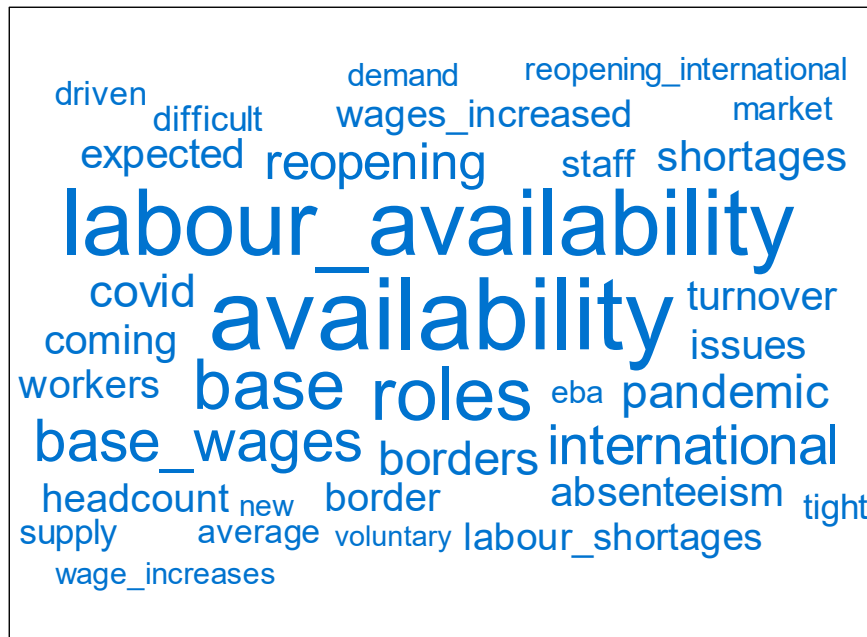 demand reopening_international
driven
difficult wages_increased market
expected reopening staff shortages
labour_availability
covid availability turnover
coming issues
workers base roles eba pandemic
base_wages borders international
headcount new border absenteeism tight
supply average voluntary labour_shortages
wage_increases